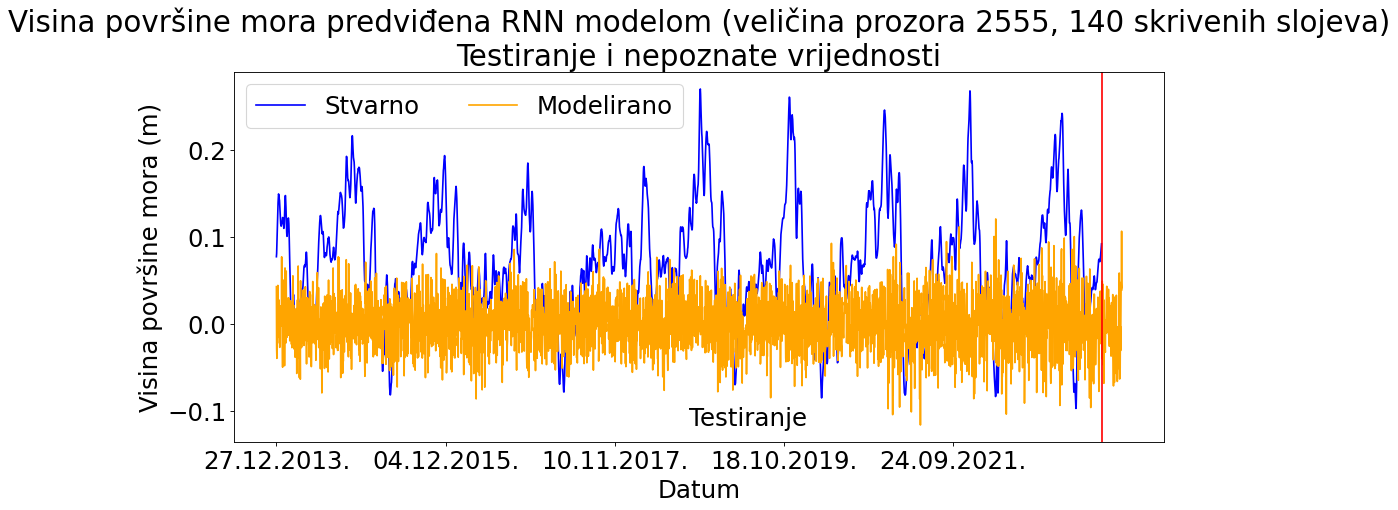 Visina površine mora predviđena RNN modelom (veličina prozora 2555, 140 skrivenih slojeva)
Testiranje i nepoznate vrijednosti
Stvarno
Modelirano
Visina površine mora (m)
0.2
0.1
0.0
−0.1
Testiranje
27.12.2013.
04.12.2015.
10.11.2017.
18.10.2019.
24.09.2021.
Datum